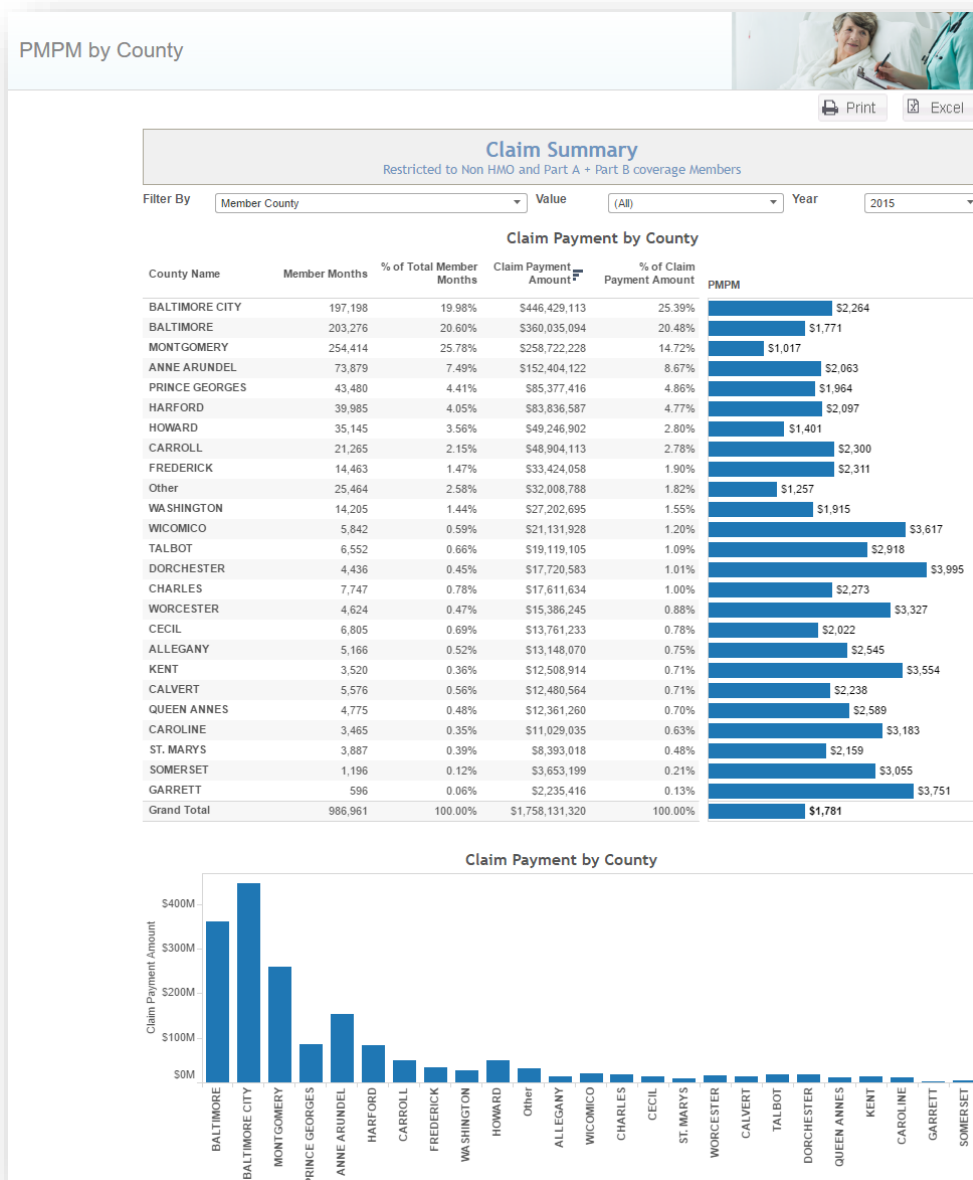 PMPM by County
Print Excel
Claim Summary
Restricted to Non HMO and Part A + Part B coverage Members
Filter By Member County Value (All) Year 2015
Claim Payment by County
County Name Member Months % of Total Member Months Claim Payment Amount % of Claim Payment Amount PMPM
BALTIMORE CITY 197,198 19.98% $446,429,113 25.39% $2,264
BALTIMORE 203,276 20.60% $360,035,094 20.48% $1,771
MONTGOMERY 254,414 25.78% $258,722,228 14.72% $1,017
ANNE ARUNDEL 73,879 7.49% $152,404,122 8.67% $2,063
PRINCE GEORGES 43,480 4.41% $85,377,416 4.86% $1,964
HARFORD 39,985 4.05% $83,836,587 4.77% $2,097
HOWARD 35,145 3.56% $49,246,902 2.80% $1,401
CARROLL 21,265 2.15% $48,904,113 2.78% $2,300
FREDERICK 14,463 1.47% $33,424,058 1.90% $2,311
Other 25,464 2.58% $32,008,788 1.82% $1,257
WASHINGTON 14,205 1.44% $27,202,695 1.55% $1,915
WICOMICO 5,842 0.59% $21,131,928 1.20% $3,617
TALBOT 6,552 0.66% $19,119,105 1.09% $2,918
DORCHESTER 4,436 0.45% $17,720,583 1.01% $3,995
CHARLES 7,747 0.78% $17,611,634 1.00% $2,273
WORCESTER 4,624 0.47% $15,386,245 0.88% $3,327
CECIL 6,805 0.69% $13,761,233 0.78% $2,022
ALLEGANY 5,166 0.52% $13,148,070 0.75% $2,545
KENT 3,520 0.36% $12,508,914 0.71% $3,554
CALVERT 5,576 0.56% $12,480,564 0.71% $2,238
QUEEN ANNES 4,775 0.48% $12,361,260 0.70% $2,589
CAROLINE 3,465 0.35% $11,029,035 0.63% $3,183
ST. MARYS 3,887 0.39% $8,393,018 0.48% $2,159
SOMERSET 1,196 0.12% $3,653,199 0.21% $3,055
GARRETT 596 0.06% $2,235,416 0.13% $3,751
Grand Total 986,961 100.00% $1,758,131,320 100.00% $1,781
Claim Payment by County
Claim Payment Amount
$400M
$300M
$200M
$100M
$0M
BALTIMORE
BALTIMORE CITY
MONTGOMERY
PRINCE GEORGES
ANNE ARUNDEL
HARFORD
CARROLL
FREDERICK
WASHINGTON
HOWARD
Other
ALLEGANY
WICOMICO
CHARLES
CECIL
ST. MARYS
WORCESTER
CALVERT
TALBOT
DORCHESTER
QUEEN ANNES
KENT
CAROLINE
GARRETT
SOMERSET